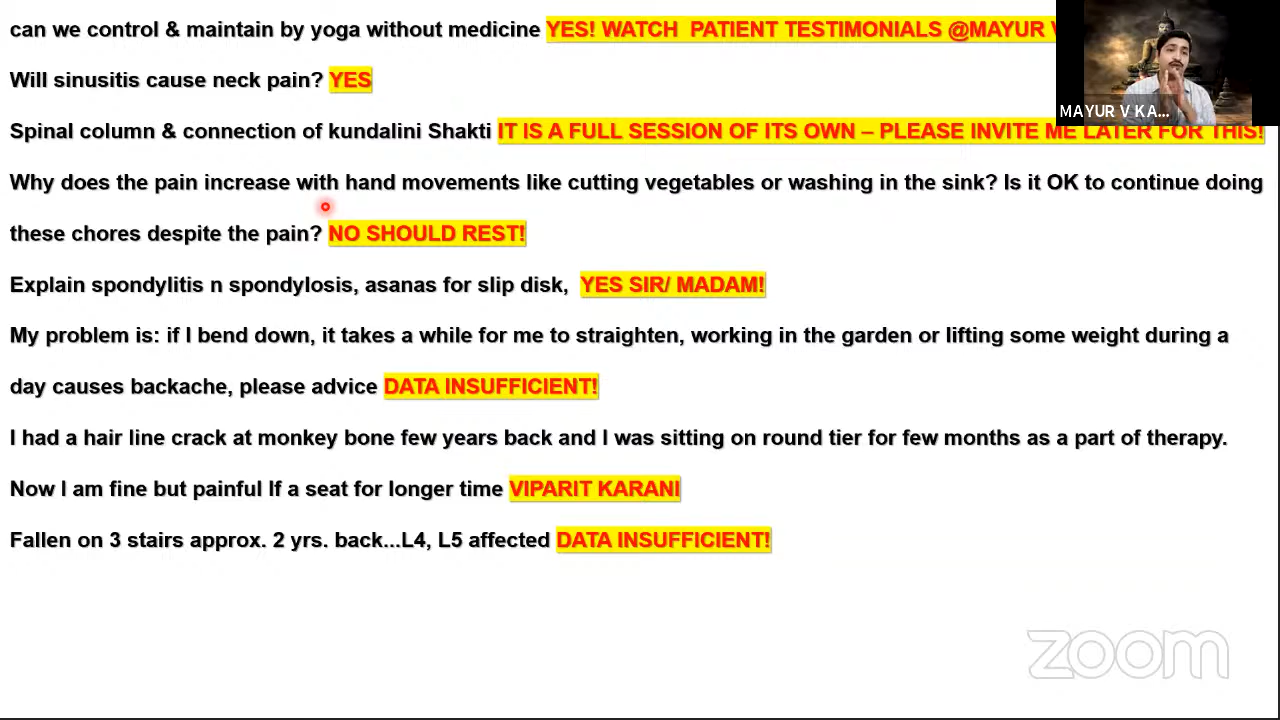 can we control & maintain by yoga without medicine YES! WATCH  PATIENT TESTIMONIALS @MAYUR
Will sinusitis cause neck pain? YES
Spinal column & connection of kundalini Shakti IT IS A FULL SESSION OF ITS OWN – PLEASE INVITE ME LATER FOR THIS!
MAYUR V KA...
Why does the pain increase with hand movements like cutting vegetables or washing in the sink? Is it OK to continue doing
these chores despite the pain? NO SHOULD REST!
Explain spondylitis n spondylosis, asanas for slip disk,  YES SIR/ MADAM!
My problem is: if I bend down, it takes a while for me to straighten, working in the garden or lifting some weight during a
day causes backache, please advice DATA INSUFFICIENT!
I had a hair line crack at monkey bone few years back and I was sitting on round tier for few months as a part of therapy.
Now I am fine but painful If a seat for longer time VIPARIT KARANI
Fallen on 3 stairs approx. 2 yrs. back...L4, L5 affected DATA INSUFFICIENT!
zoom